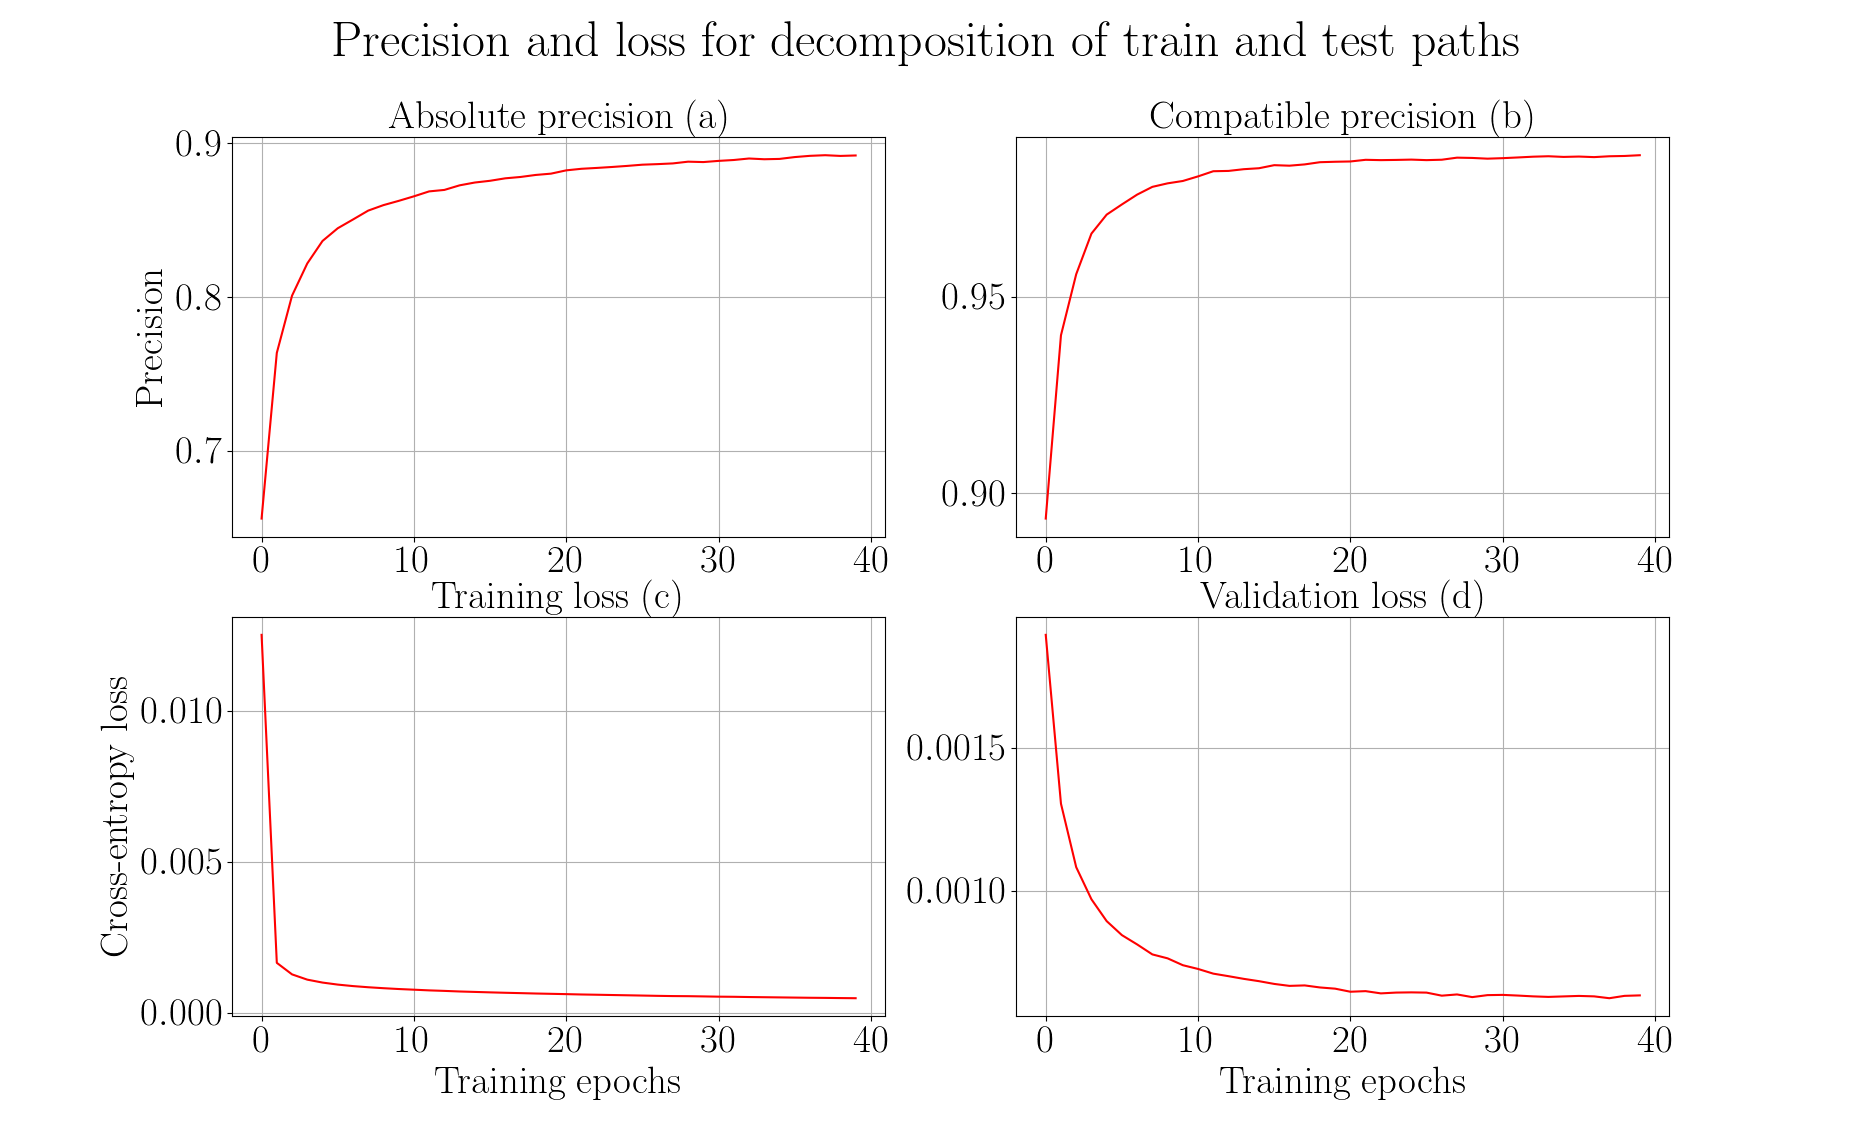 Precision and loss for decomposition of train and test paths
Absolute precision (a)
0.9
0.8
0.7
Precision
0 10 20 30 40
Compatible precision (b)
0.95
0.90
0 10 20 30 40
Training loss (c)
0.010
0.005
0.000
Cross-entropy loss
0 10 20 30 40
Training epochs
Validation loss (d)
0.0015
0.0010
0 10 20 30 40
Training epochs